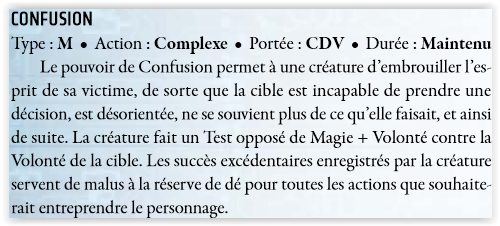 CONFUSION
Type : M • Action : Complexe • Portée : CDV • Durée : Maintenu
Le pouvoir de Confusion permet à une créature d’embrouiller l’es-
prit de sa victime, de sorte que la cible est incapable de prendre une
décision, est désorientée, ne se souvient plus de ce qu’elle faisait, et ainsi
de suite. La créature fait un Test opposé de Magie + Volonté contre la
Volonté de la cible. Les succès excédentaires enregistrés par la créature
servent de malus à la réserve de dé pour toutes les actions que souhaite-
rait entreprendre le personnage.